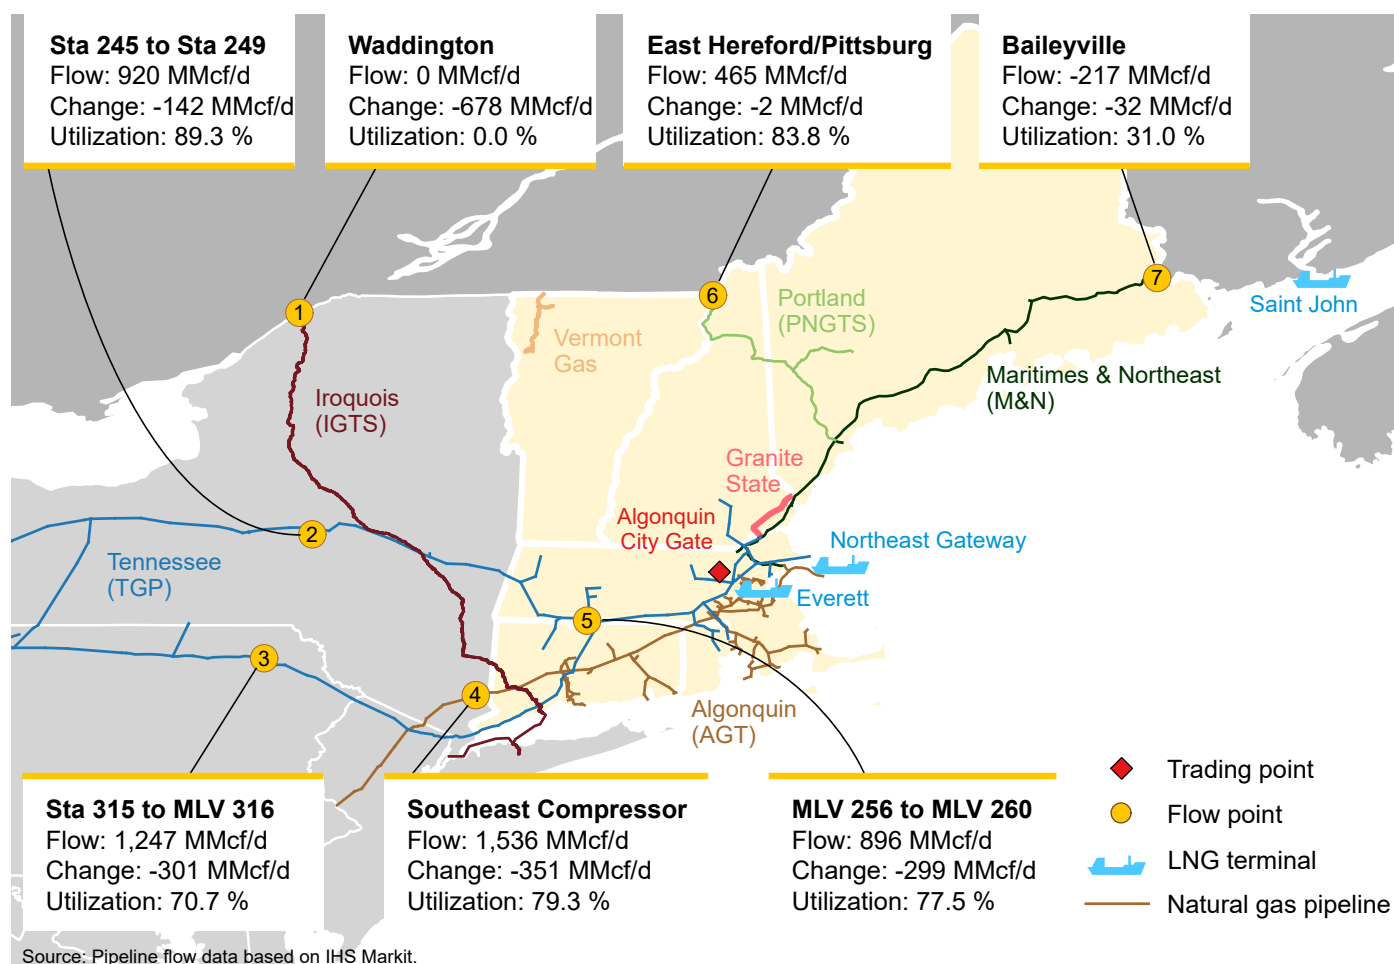 Sta 245 to Sta 249
Flow: 920 MMcf/d
Change: -142 MMcf/d
Utilization: 89.3 %
Waddington
Flow: 0 MMcf/d
Change: -678 MMcf/d
Utilization: 0.0 %
East Hereford/Pittsburg
Flow: 465 MMcf/d
Change: -2 MMcf/d
Utilization: 83.8 %
Baileyville
Flow: -217 MMcf/d
Change: -32 MMcf/d
Utilization: 31.0 %
1
6
7
Saint John
Portland
(PNGTS)
Vermont
Gas
Maritimes & Northeast
(M&N)
Iroquois
(IGTS)
Granite
State
Algonquin
City Gate
2
Northeast Gateway
Tennessee
(TGP)
Everett
5
3
4
Algonquin
(AGT)
Sta 315 to MLV 316
Flow: 1,247 MMcf/d
Change: -301 MMcf/d
Utilization: 70.7 %
Southeast Compressor
Flow: 1,536 MMcf/d
Change: -351 MMcf/d
Utilization: 79.3 %
MLV 256 to MLV 260
Flow: 896 MMcf/d
Change: -299 MMcf/d
Utilization: 77.5 %
Trading point
Flow point
LNG terminal
Natural gas pipeline
Source: Pipeline flow data based on IHS Markit.